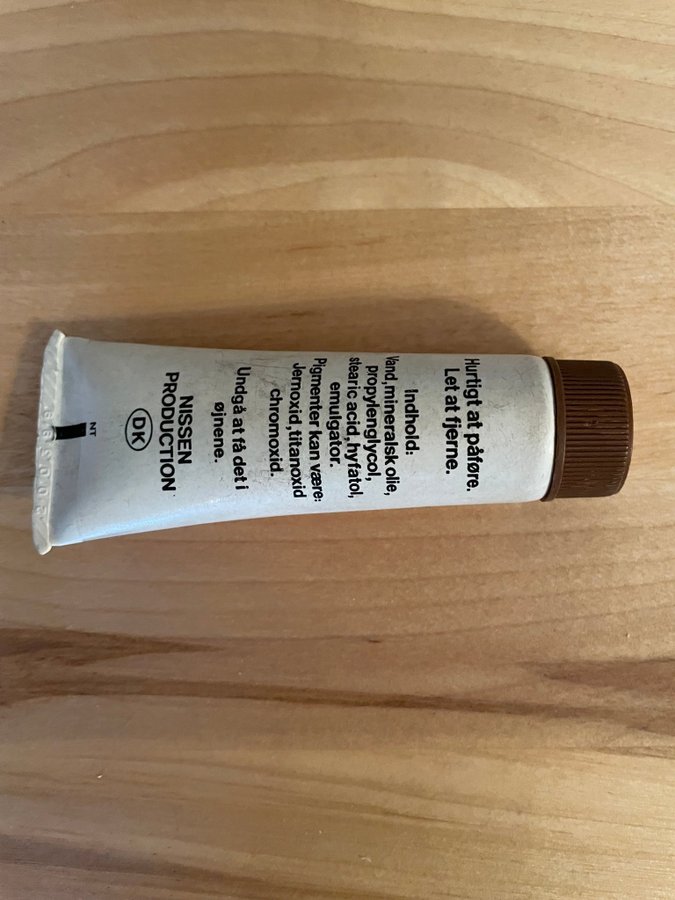 Hurtigt at påføre.
Let at fjerne.
Indhold:
Vand, mineralsk olie,
propylenglycol,
stearic acid, hyfatol,
emulgator.
Pigmenter kan være:
Jernoxid, titanoxid
chromoxid.
Undgå at få det i
øjnene.
NISSEN
PRODUCTION
DK
NT